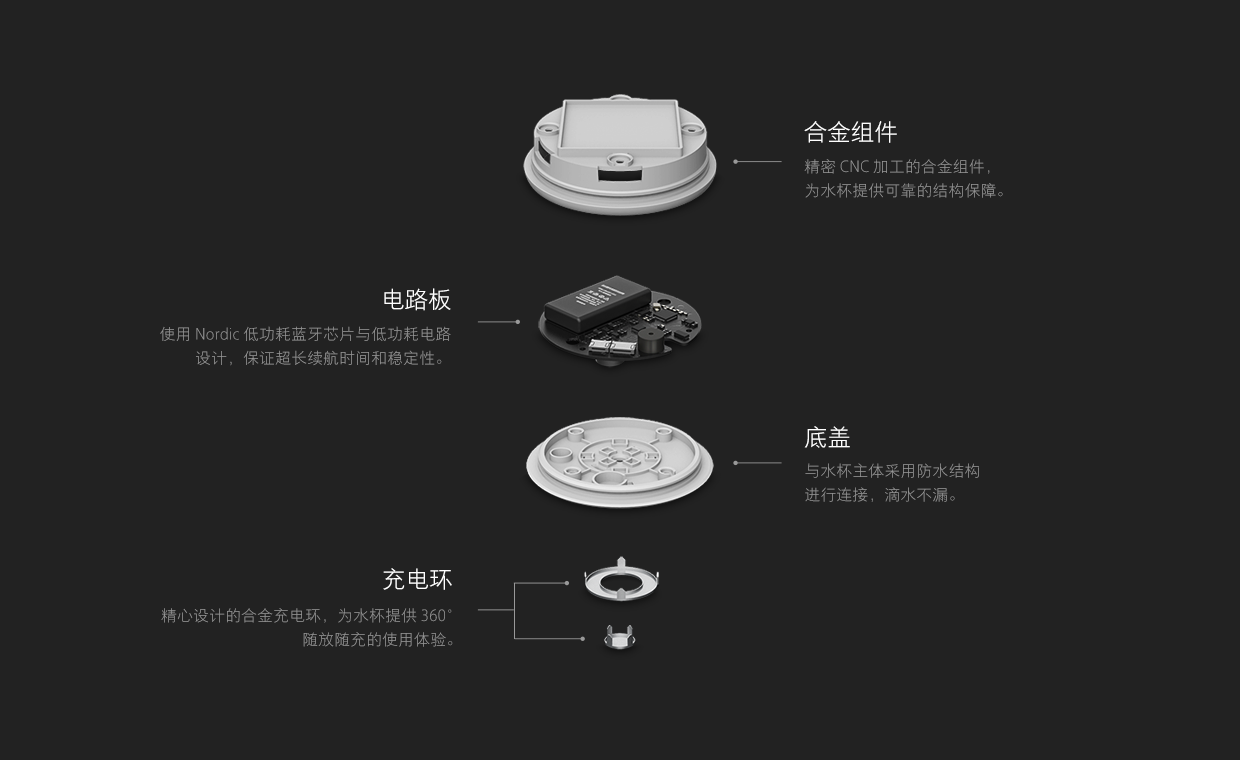 合金组件
精密 CNC 加工的合金组件，
为水杯提供可靠的结构保障。
电路板
使用 Nordic 低功耗蓝牙芯片与低功耗电路
设计，保证超长续航时间和稳定性。
底盖
与水杯主体采用防水结构
进行连接，滴水不漏。
充电环
精心设计的合金充电环，为水杯提供 360°
随放随充的使用体验。